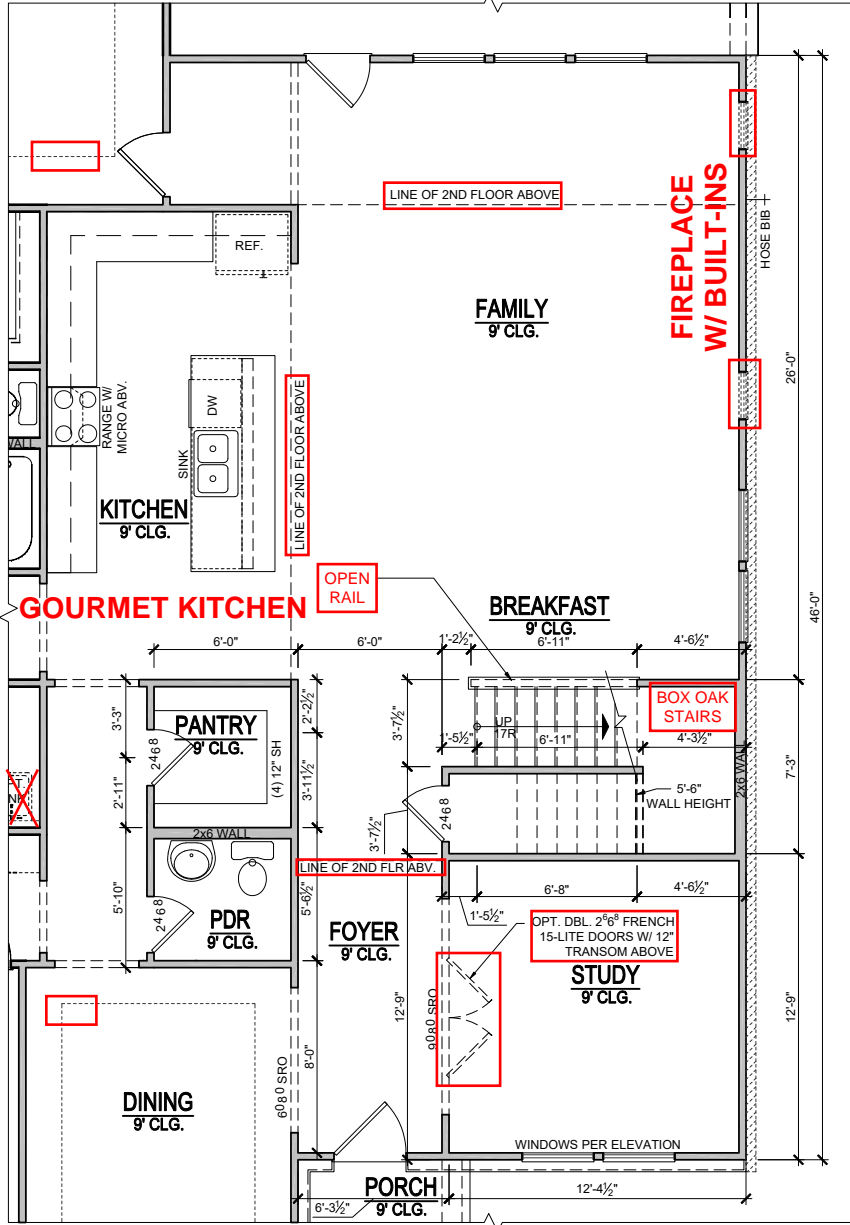 LINE OF 2ND FLOOR ABOVE
FIREPLACE
W/ BUILT-INS
HOSE BIB
REF.
FAMILY
9' CLG.
26'-0"
46'-0"
RANGE W/
MICRO ABV.
DW
SINK
LINE OF 2ND FLOOR ABOVE
WALL
KITCHEN
9' CLG.
GOURMET KITCHEN
OPEN
RAIL
BREAKFAST
9' CLG.
6'-0"
6'-0"
1'-2½"
6'-11"
4'-6½"
BOX OAK
STAIRS
3'-3"
PANTRY
9' CLG.
2'-2½"
3'-7½"
UP
17R
1'-5½"
6'-11"
4'-3½"
2468
(4) 12" SH
2'-11"
3'-11½"
2x6 WALL
7'-3"
5'-6"
WALL HEIGHT
2468
3'-7½"
2x6 WALL
LINE OF 2ND FLR ABV.
5'-10"
5'-6½"
2468
PDR
9' CLG.
FOYER
9' CLG.
6'-8"
4'-6½"
1'-5½"
OPT. DBL. 2⁶6⁸ FRENCH
15-LITE DOORS W/ 12"
TRANSOM ABOVE
STUDY
9' CLG.
12'-9"
9080 SRO
12'-9"
8'-0"
6080 SRO
DINING
9' CLG.
WINDOWS PER ELEVATION
PORCH
9' CLG.
6'-3½"
12'-4½"